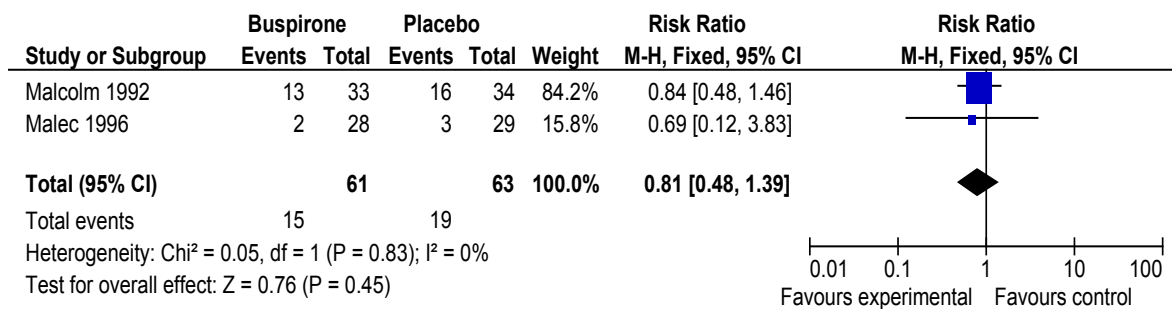 Buspirone Placebo Risk Ratio Risk Ratio
Study or Subgroup Events Total Events Total Weight M-H, Fixed, 95% CI M-H, Fixed, 95% CI
Malcolm 1992 13 33 16 34 84.2% 0.84 [0.48, 1.46]
Malec 1996 2 28 3 29 15.8% 0.69 [0.12, 3.83]
Total (95% CI) 61 63 100.0% 0.81 [0.48, 1.39]
Total events 15 19
Heterogeneity: Chi² = 0.05, df = 1 (P = 0.83); I² = 0%
Test for overall effect: Z = 0.76 (P = 0.45)
0.01 0.1 1 10 100
Favours experimental Favours control